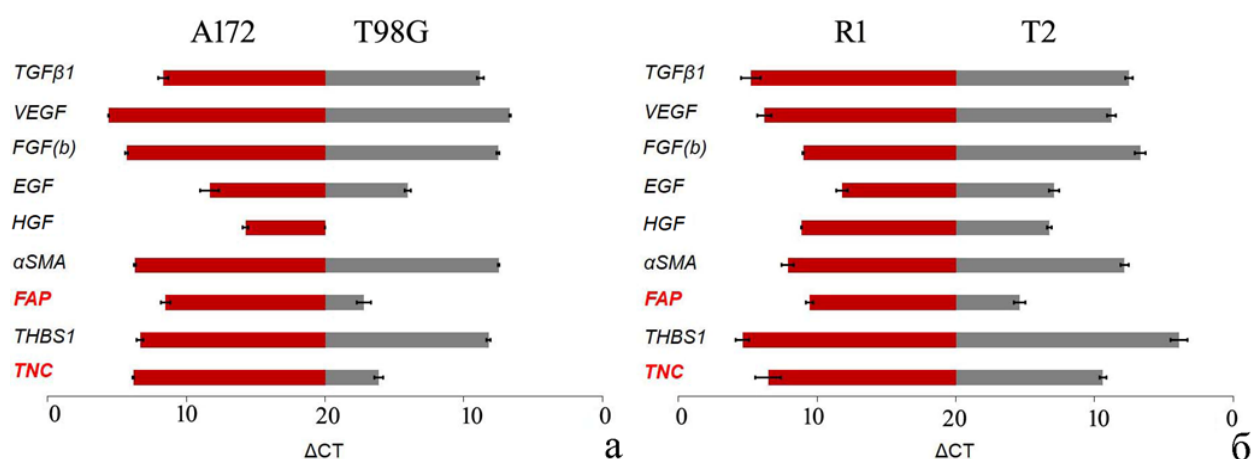 A172 T98G
TGFβ1
VEGF
FGF(b)
EGF
HGF
αSMA
FAP
THBS1
TNC
0 10 20 10 0
ΔCT
а
R1 T2
TGFβ1
VEGF
FGF(b)
EGF
HGF
αSMA
FAP
THBS1
TNC
0 10 20 10 0
ΔCT
б